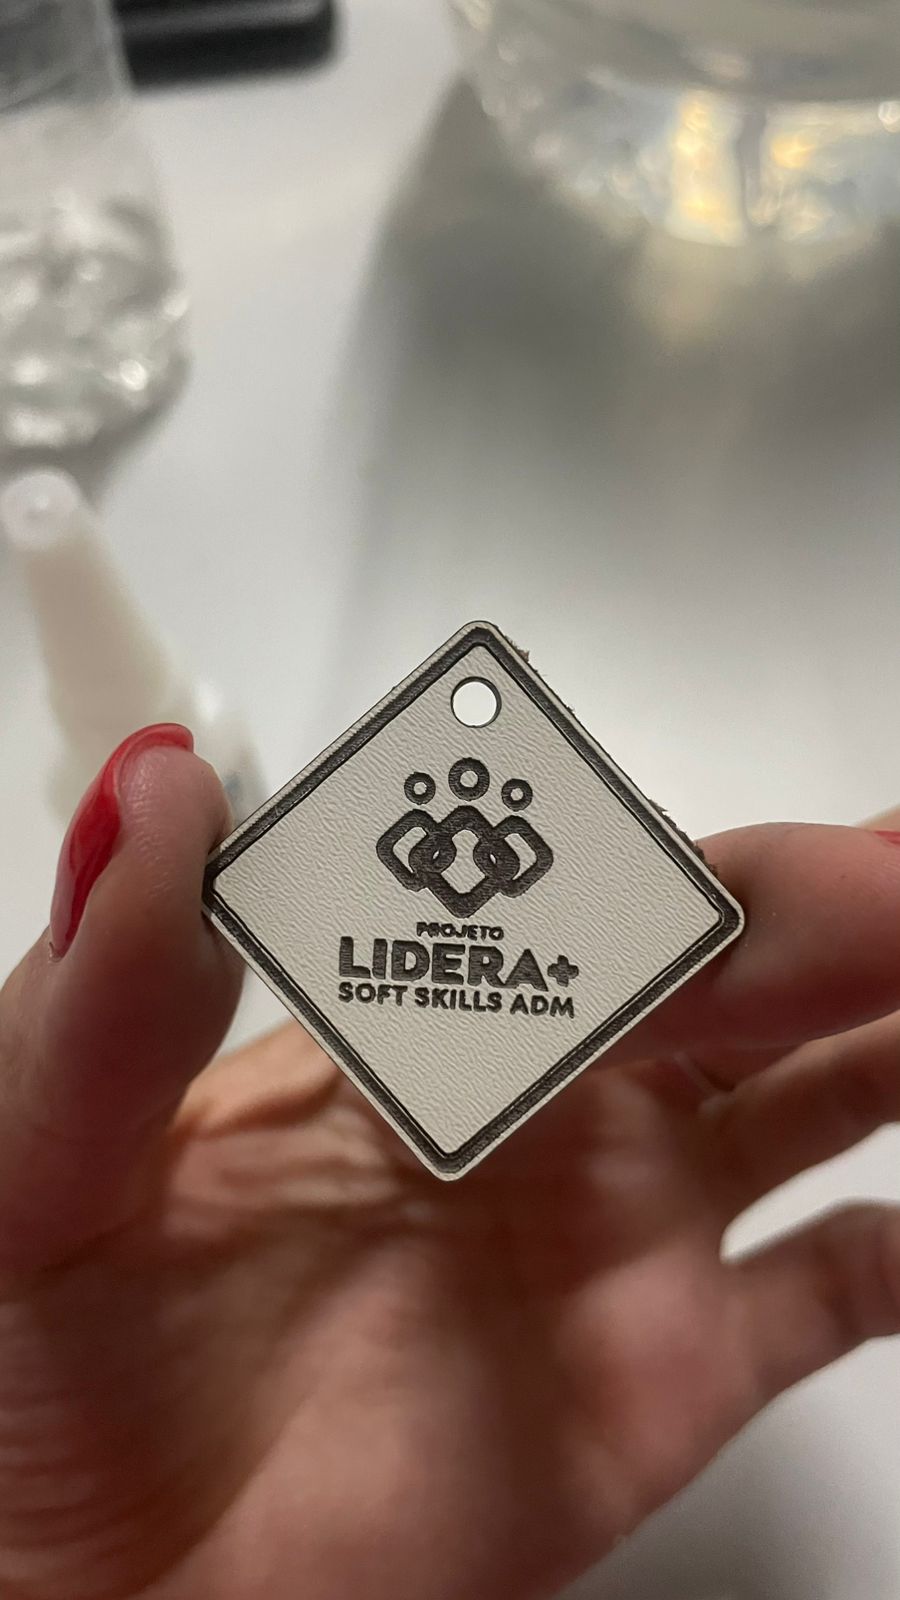 PROJETO
LIDERA+
SOFT SKILLS ADM